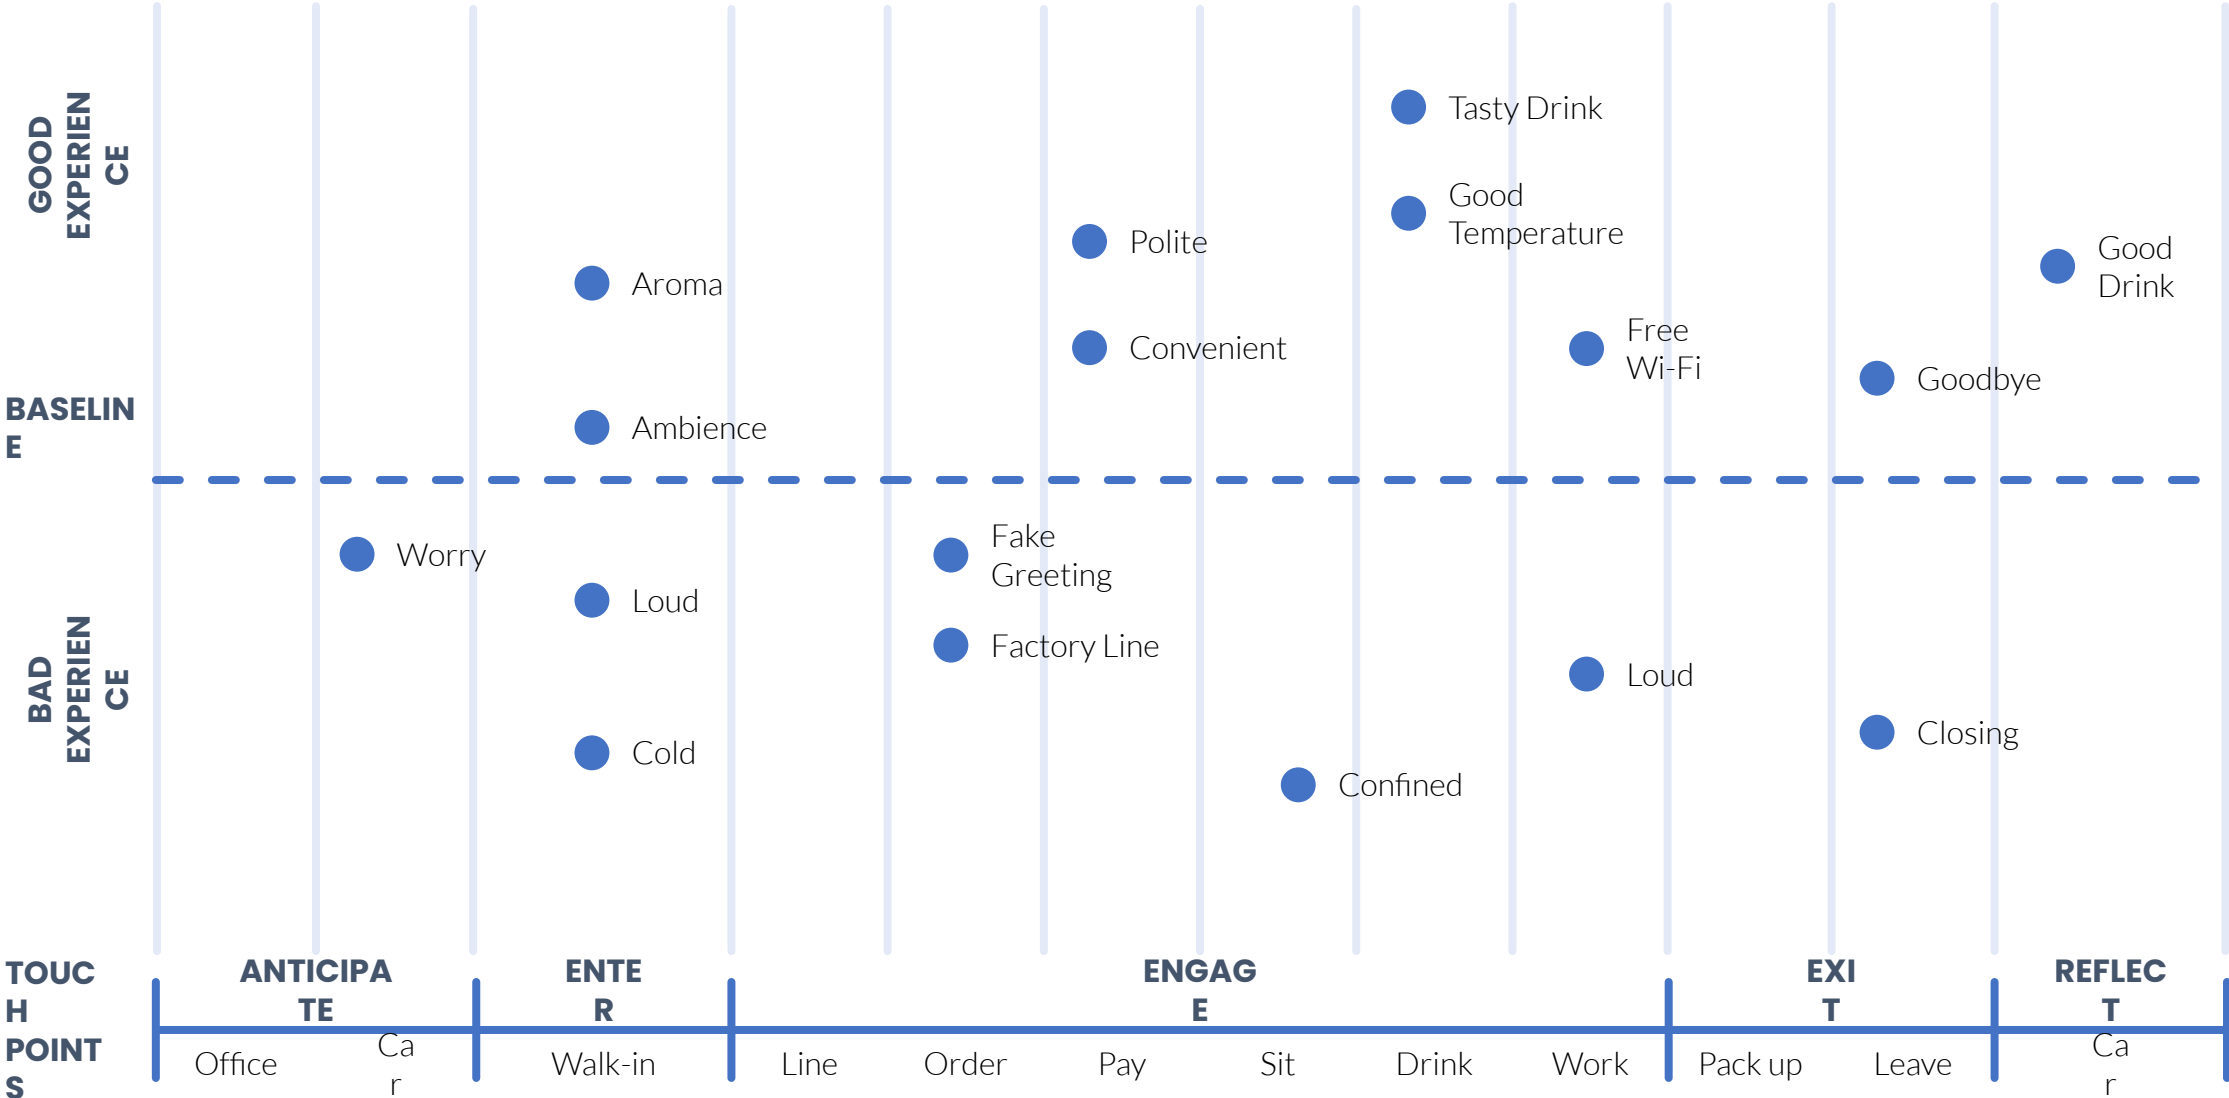 GOOD
EXPERIEN
CE
Tasty Drink
Good
Temperature
Polite
Good
Drink
Aroma
Free
Wi-Fi
Convenient
Goodbye
BASELIN
E
Ambience
Worry
Fake
Greeting
Loud
Factory Line
BAD
EXPERIEN
CE
Loud
Closing
Cold
Confined
TOUC
H
POINT
S
ANTICIPA
TE
ENTE
R
ENGAG
E
EXI
T
REFLEC
T
Office
Ca
r
Walk-in
Line
Order
Pay
Sit
Drink
Work
Pack up
Leave
Ca
r